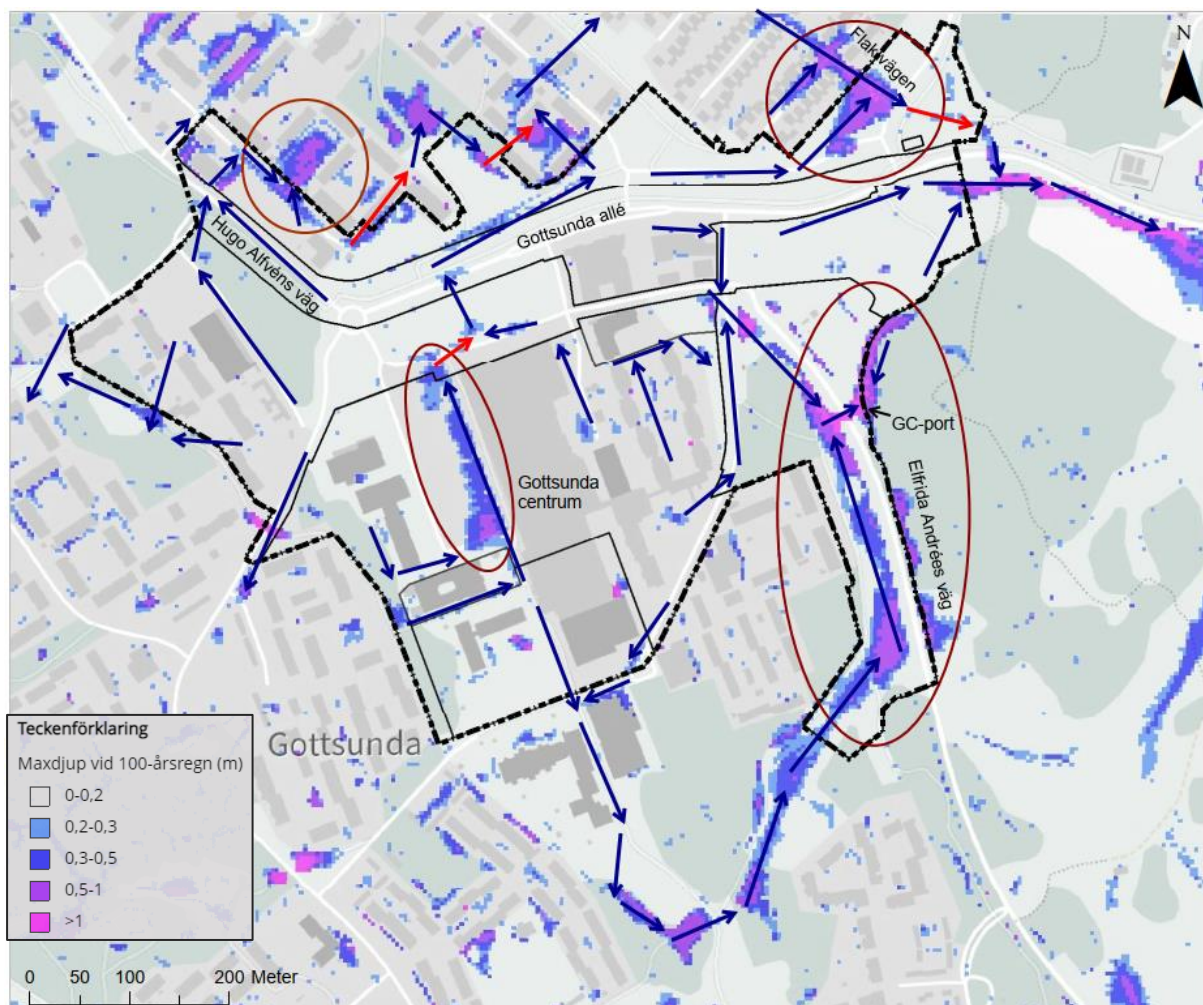 N
Flakvägen
Gottsunda allé
Hugo Alfvéns väg
GC-port
Gottsunda
centrum
Elfrida Andrées väg
Gottsunda
Teckenförklaring
Maxdjup vid 100-årsregn (m)
0-0,2
0,2-0,3
0,3-0,5
0,5-1
>1
0 50 100 200 Meter